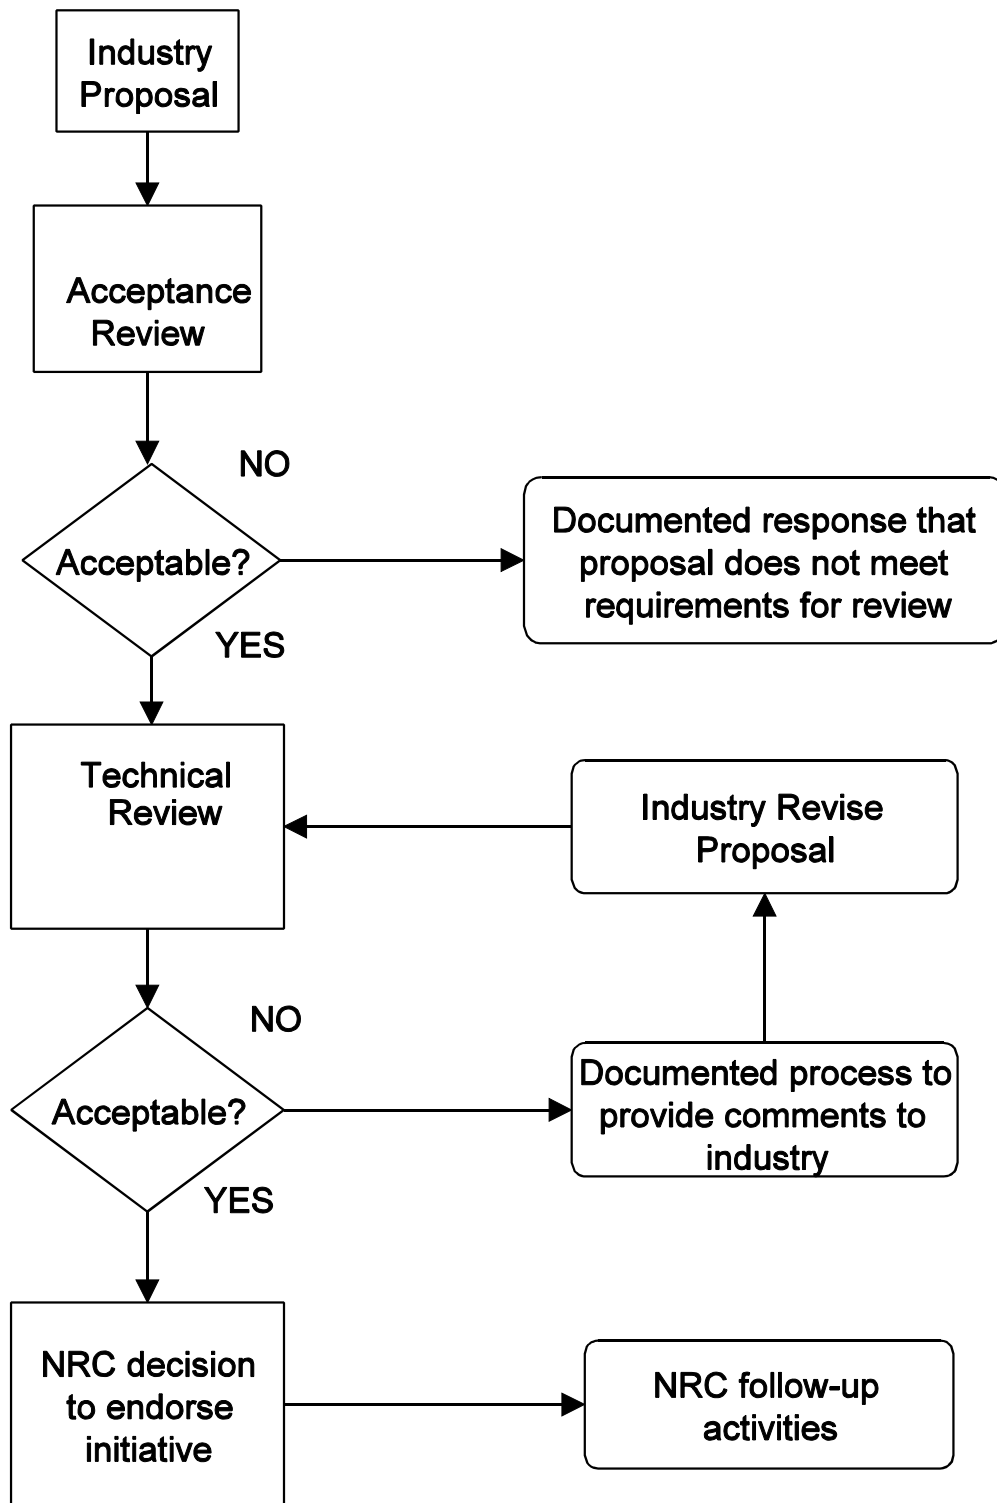 Industry
Proposal
Acceptance
Review
NO
Acceptable?
Documented response that
proposal does not meet
requirements for review
YES
Technical
Review
Industry Revise
Proposal
NO
Acceptable?
Documented process to
provide comments to
industry
YES
NRC decision
to endorse
initiative
NRC follow-up
activities